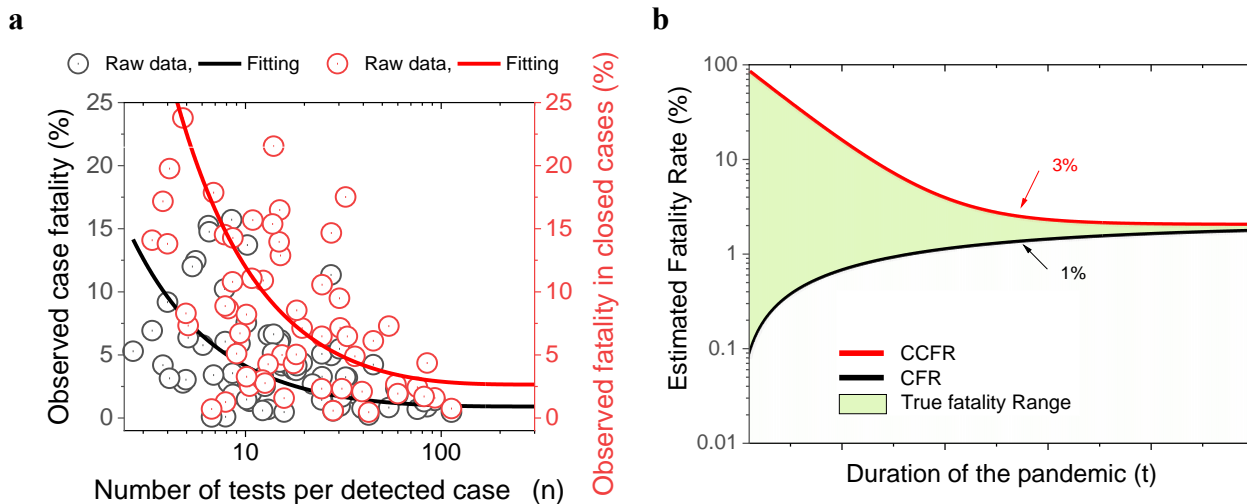 a
Raw data, Fitting Raw data, Fitting
Observed case fatality (%)
25
20
15
10
5
0
10
100
25
20
15
10
5
0
Observed fatality in closed cases (%)
Number of tests per detected case (n)
b
Estimated Fatality Rate (%)
100
10
1
0.1
0.01
3%
1%
CCFR
CFR
True fatality Range
Duration of the pandemic (t)